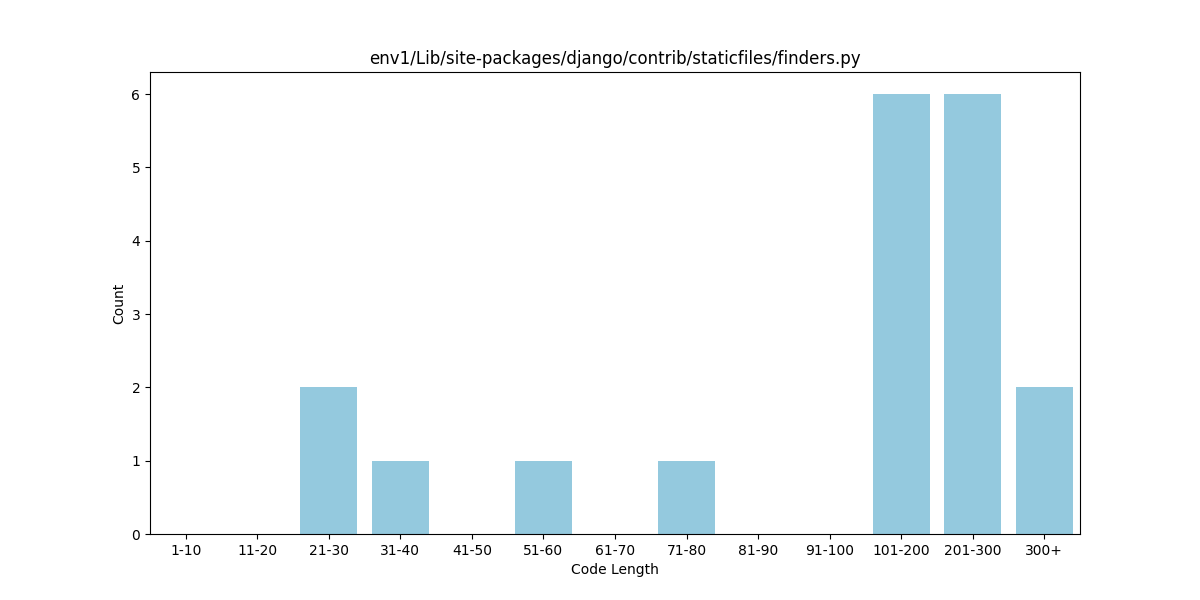 env1/Lib/site-packages/django/contrib/staticfiles/finders.py
6
5
4
3
2
1
0
Count
1-10 11-20 21-30 31-40 41-50 51-60 61-70 71-80 81-90 91-100 101-200 201-300 300+
Code Length